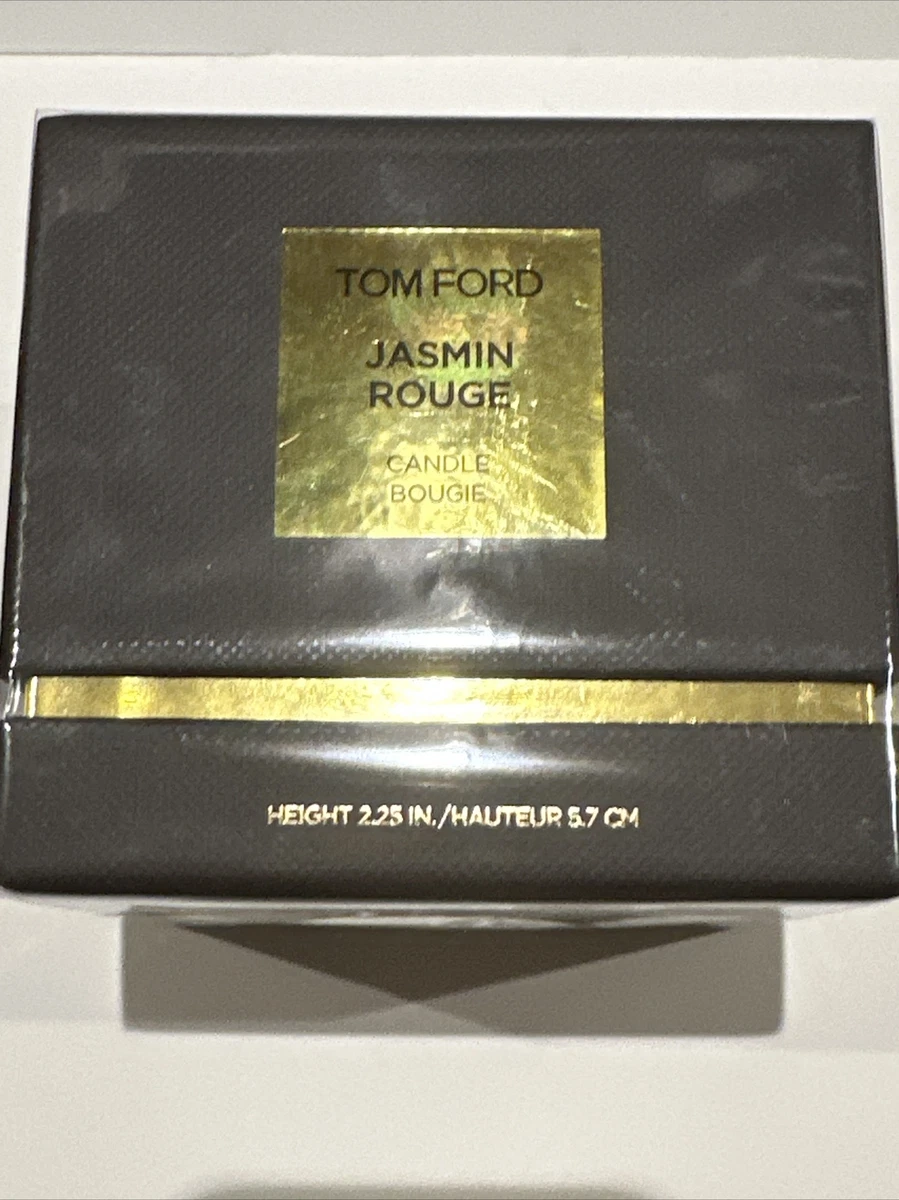 TOM FORD
JASMIN
ROUGE
CANDLE
BOUGIE
HEIGHT 2.25 IN./HAUTEUR 5.7 CM